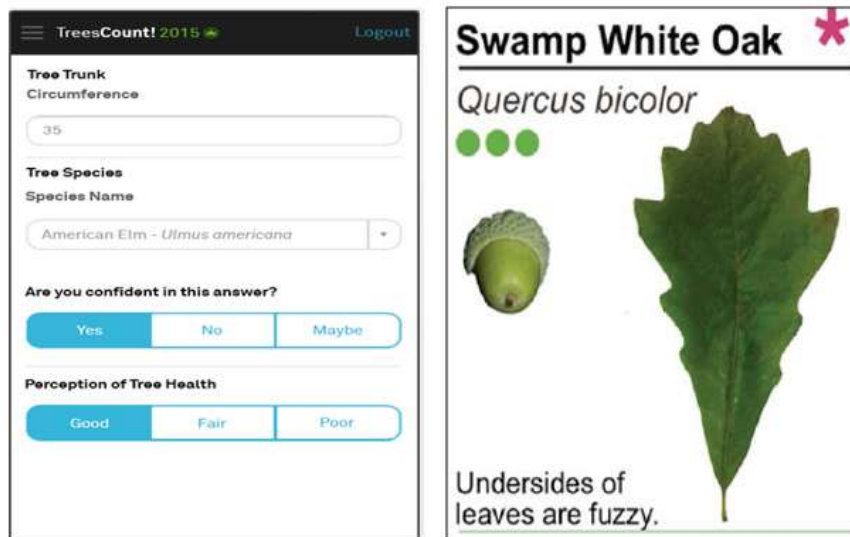 TreesCount! 2015
Logout
Tree Trunk
Circumference
35
Tree Species
Species Name
American Elm - Ulmus americana
Are you confident in this answer?
Yes No Maybe
Perception of Tree Health
Good Fair Poor
Swamp White Oak *
Quercus bicolor
Undersides of
leaves are fuzzy.